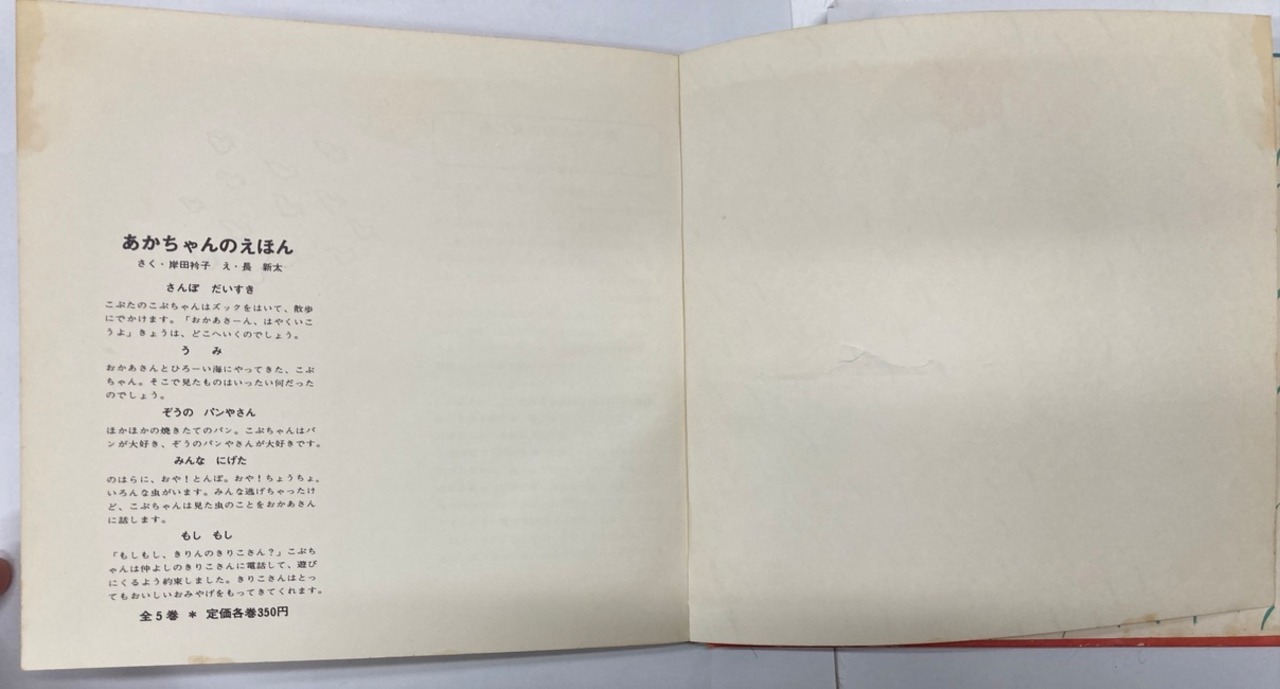 あかちゃんのえほん
さく・岸田衿子　え・長　新太
さんぽ　だいすき
こぶたのこぶちゃんはズックをはいて、散歩
にでかけます。「おかあさーん、はやくいこ
うよ」きょうは、どこへいくのでしょう。
う　み
おかあさんとひろーい海にやってきた、こぶ
ちゃん。そこで見たものはいったい何だった
のでしょう。
ぞうの　パンやさん
ほかほかの焼きたてのパン。こぶちゃんはパ
ンが大好き、ぞうのパンやさんが大好きです。
みんな　にげた
のはらに、おや！とんぼ。おや！ちょうちょ。
いろんな虫がいます。みんな逃げちゃったけ
ど、こぶちゃんは見た虫のことをおかあさん
に話します。
もし　もし
「もしもし、きりんのきりこさん？」こぶち
ゃんは仲よしのきりこさんに電話して、遊び
にくるよう約束しました。きりこさんはとっ
てもおいしいおみやげをもってきてくれます。
全5巻　＊　定価各巻350円